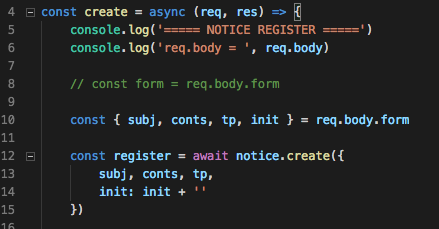 4 const create = async (req, res) => {
5 console.log('===== NOTICE REGISTER =====')
6 console.log('req.body = ', req.body)
7
8 // const form = req.body.form
9
10 const { subj, conts, tp, init } = req.body.form
11
12 const register = await notice.create({
13 subj, conts, tp,
14 init: init + ''
15 })